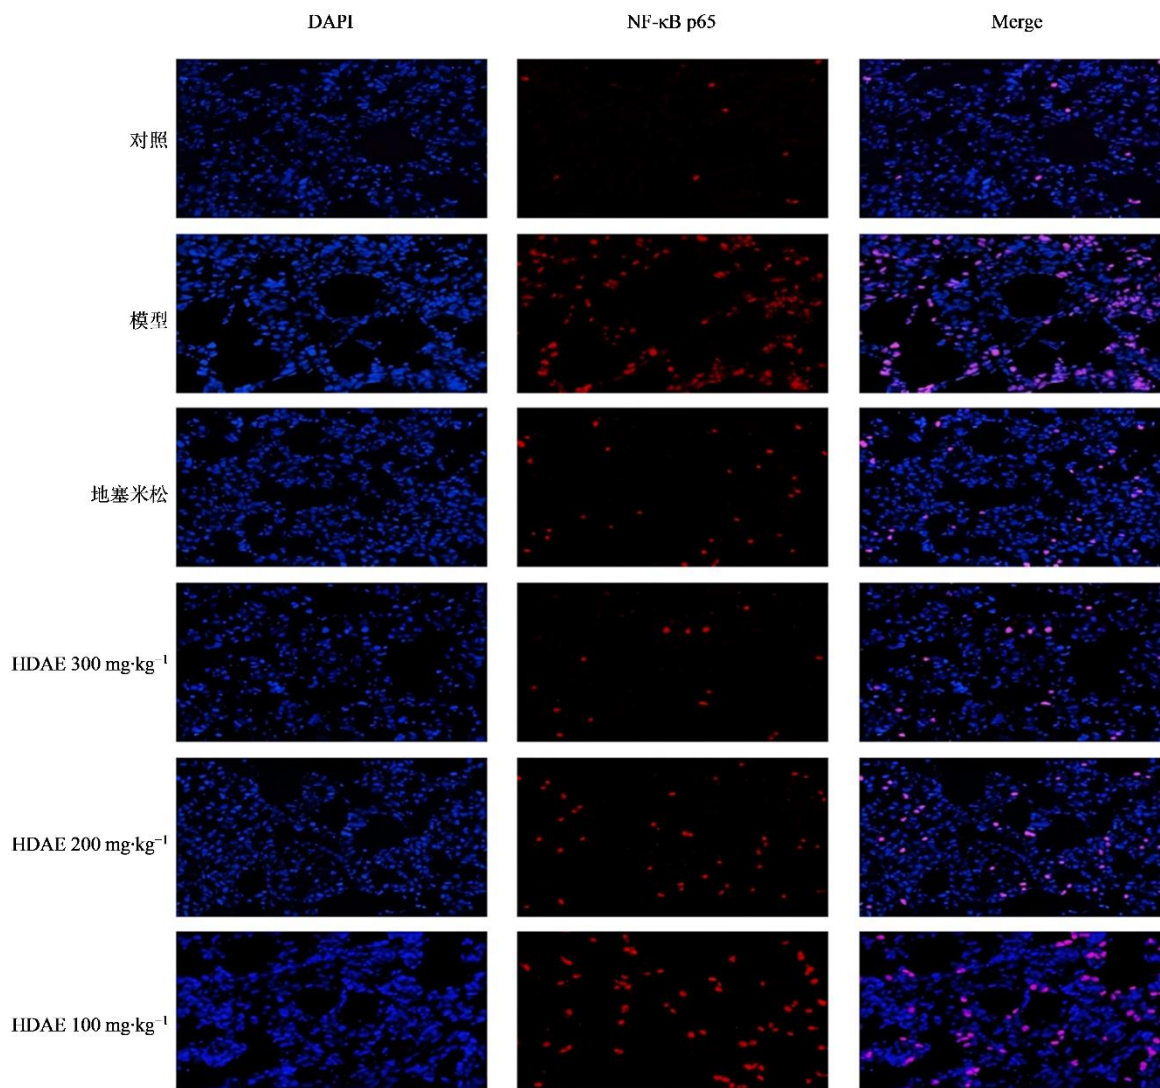 DAPI NF-κB p65 Merge
对照
模型
地塞米松
HDAE 300 mg·kg⁻¹
HDAE 200 mg·kg⁻¹
HDAE 100 mg·kg⁻¹